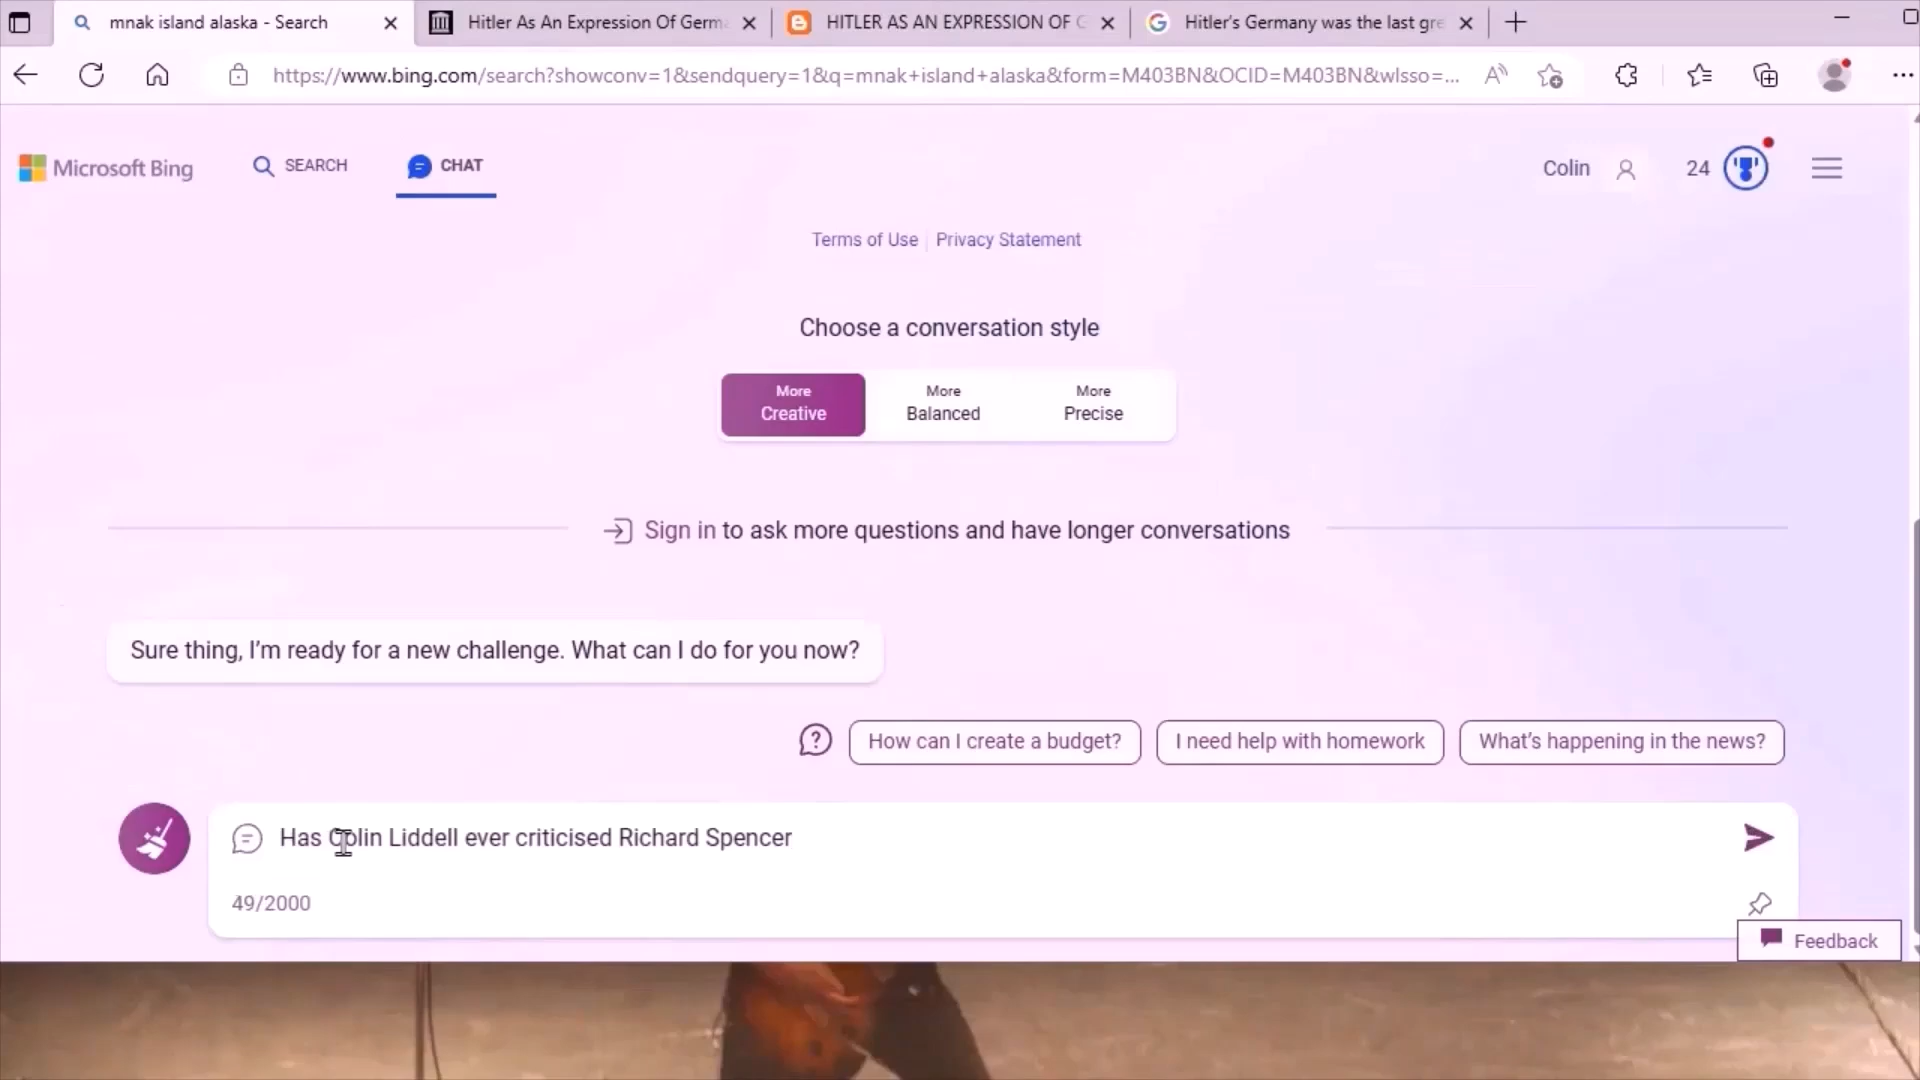 mnak island alaska - Search
Hitler As An Expression Of Germa
HITLER AS AN EXPRESSION OF G
Hitler's Germany was the last gre
https://www.bing.com/search?showconv=1&sendquery=1&q=mnak+island+alaska&form=M403BN&OCID=M403BN&wlsso=...
Microsoft Bing
SEARCH
CHAT
Colin
24
Terms of Use
Privacy Statement
Choose a conversation style
More Creative
More Balanced
More Precise
Sign in to ask more questions and have longer conversations
Sure thing, I'm ready for a new challenge. What can I do for you now?
How can I create a budget?
I need help with homework
What's happening in the news?
Has Colin Liddell ever criticised Richard Spencer
49/2000
Feedback